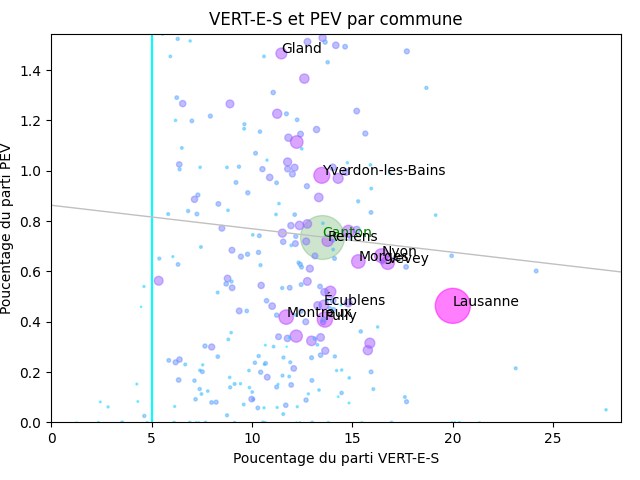 VERT-E-S et PEV par commune
Poucentage du parti PEV
1.4
1.2
1.0
0.8
0.6
0.4
0.2
0.0
Gland
Yverdon-les-Bains
Canton
Renens
Nyon
Morges
Vevey
Écublens
Lausanne
Montreux
Pully
0
5
10
15
20
25
Poucentage du parti VERT-E-S